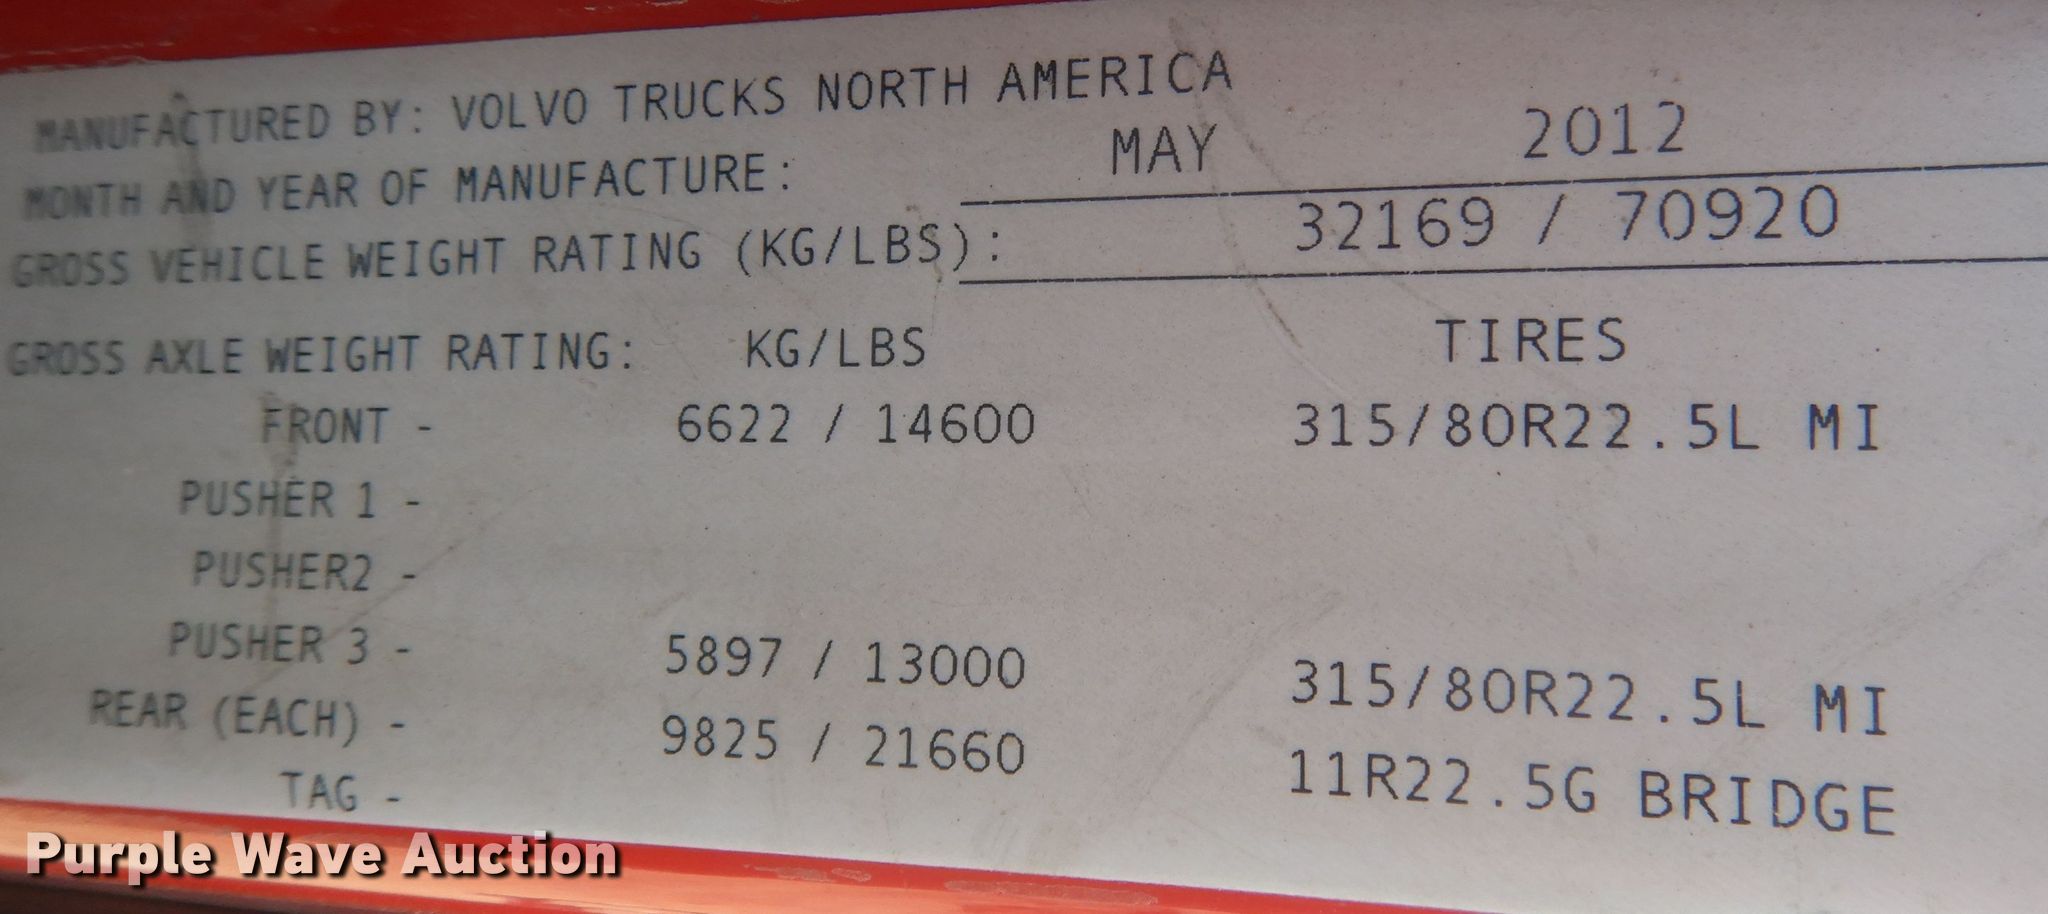 MANUFACTURED BY: VOLVO TRUCKS NORTH AMERICA
MONTH AND YEAR OF MANUFACTURE: MAY 2012
GROSS VEHICLE WEIGHT RATING (KG/LBS): 32169 / 70920
GROSS AXLE WEIGHT RATING: KG/LBS TIRES
FRONT - 6622 / 14600 315/80R22.5L MI
PUSHER 1 -
PUSHER2 -
PUSHER 3 - 5897 / 13000 315/80R22.5L MI
REAR (EACH) - 9825 / 21660 11R22.5G BRIDGE
TAG -
Purple Wave Auction